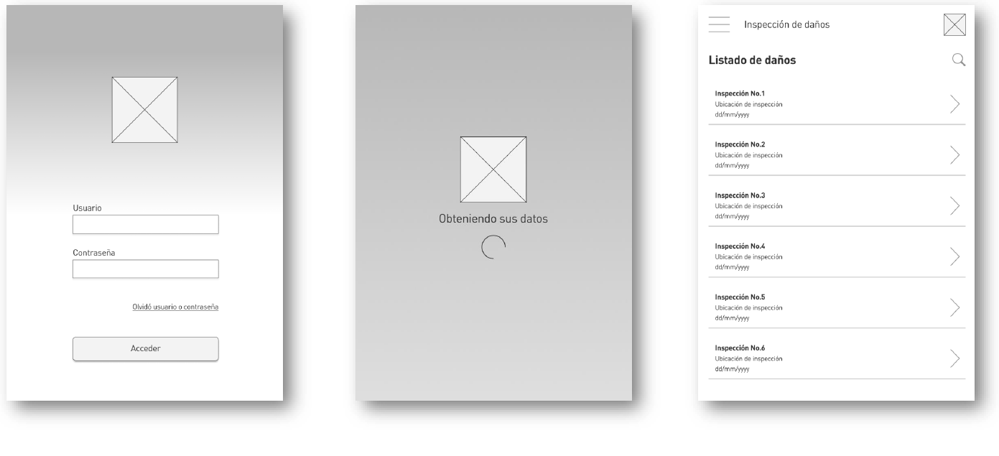 Usuario
Contraseña
Olvidó usuario o contraseña
Acceder
Obteniendo sus datos
Inspección de daños
Listado de daños
Inspección No.1
Ubicación de inspección
dd/mm/yyyy
Inspección No.2
Ubicación de inspección
dd/mm/yyyy
Inspección No.3
Ubicación de inspección
dd/mm/yyyy
Inspección No.4
Ubicación de inspección
dd/mm/yyyy
Inspección No.5
Ubicación de inspección
dd/mm/yyyy
Inspección No.6
Ubicación de inspección
dd/mm/yyyy